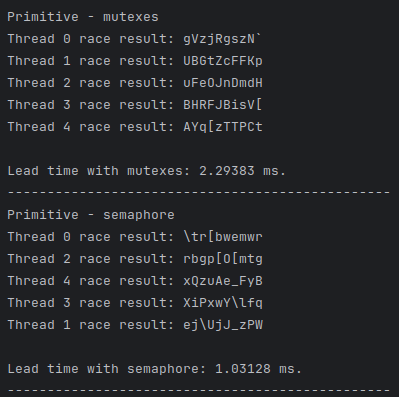 Primitive - mutexes
Thread 0 race result: gVzjRgszN`
Thread 1 race result: UBGtZcFFKp
Thread 2 race result: uFeOJnDmdH
Thread 3 race result: BHRFJBisV[
Thread 4 race result: AYq[zTTPCt
Lead time with mutexes: 2.29383 ms.
------------------------------------------------
Primitive - semaphore
Thread 0 race result: \tr[bwemwr
Thread 2 race result: rbgp[O[mtg
Thread 4 race result: xQzuAe_FyB
Thread 3 race result: XiPxwY\lfq
Thread 1 race result: ej\UjJ_zPW
Lead time with semaphore: 1.03128 ms.
------------------------------------------------